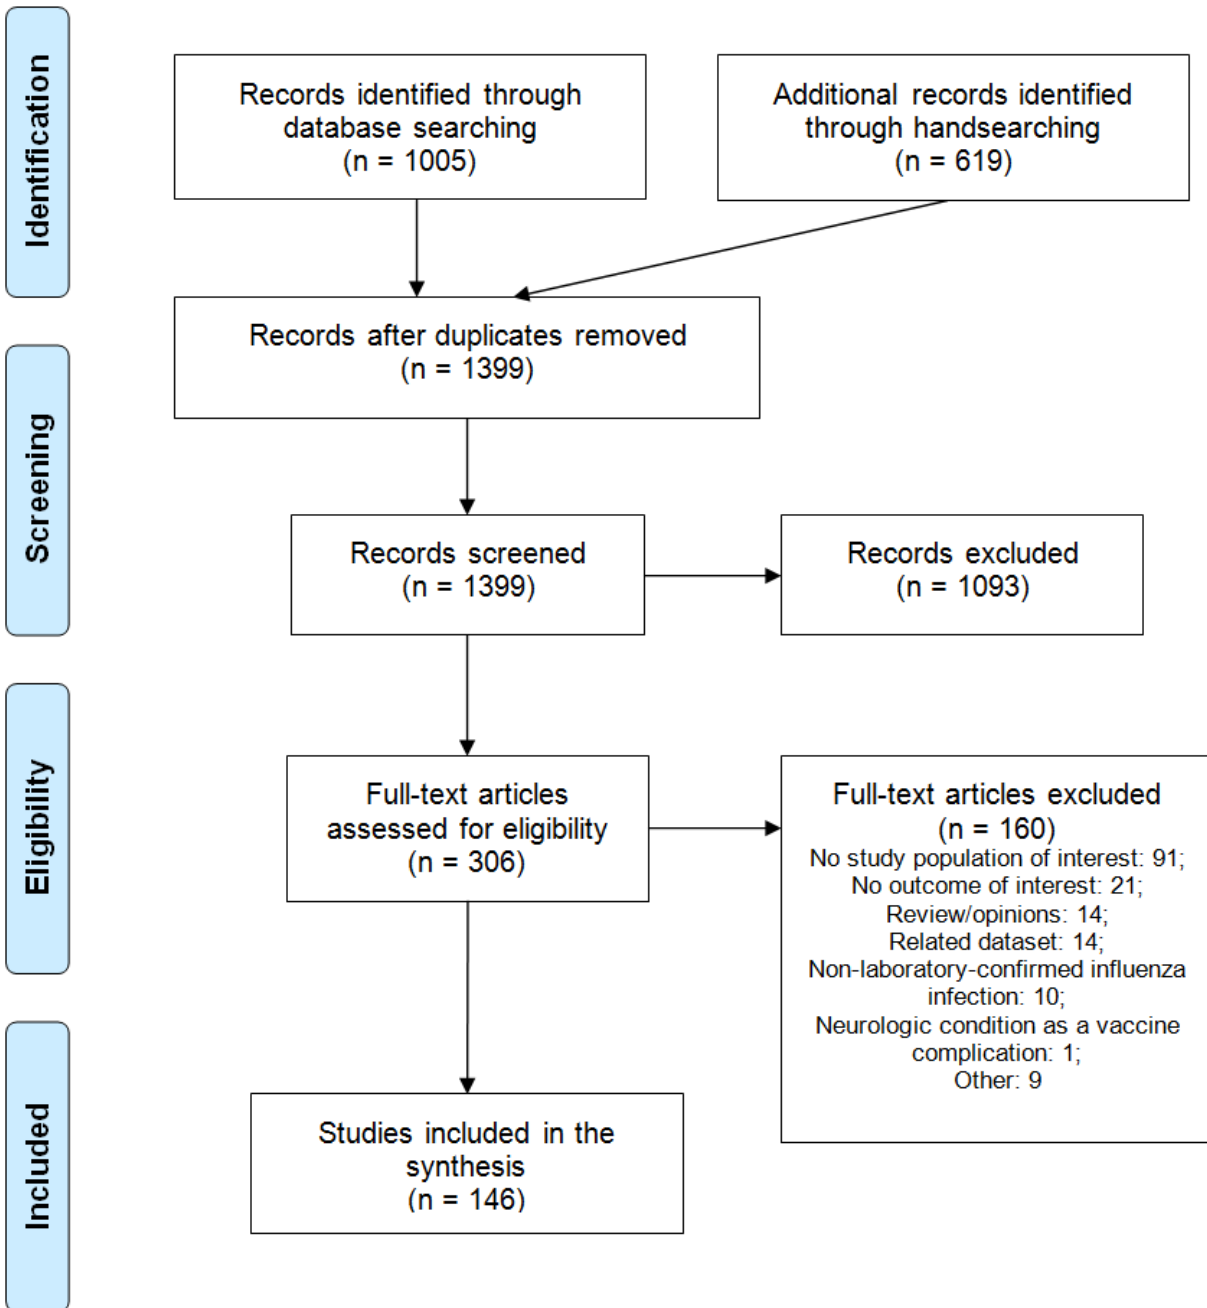 Identification
Records identified through
database searching
(n = 1005)
Additional records identified
through handsearching
(n = 619)
Records after duplicates removed
(n = 1399)
Screening
Records screened
(n = 1399)
Records excluded
(n = 1093)
Eligibility
Full-text articles
assessed for eligibility
(n = 306)
Full-text articles excluded
(n = 160)
No study population of interest: 91;
No outcome of interest: 21;
Review/opinions: 14;
Related dataset: 14;
Non-laboratory-confirmed influenza
infection: 10;
Neurologic condition as a vaccine
complication: 1;
Other: 9
Included
Studies included in the
synthesis
(n = 146)